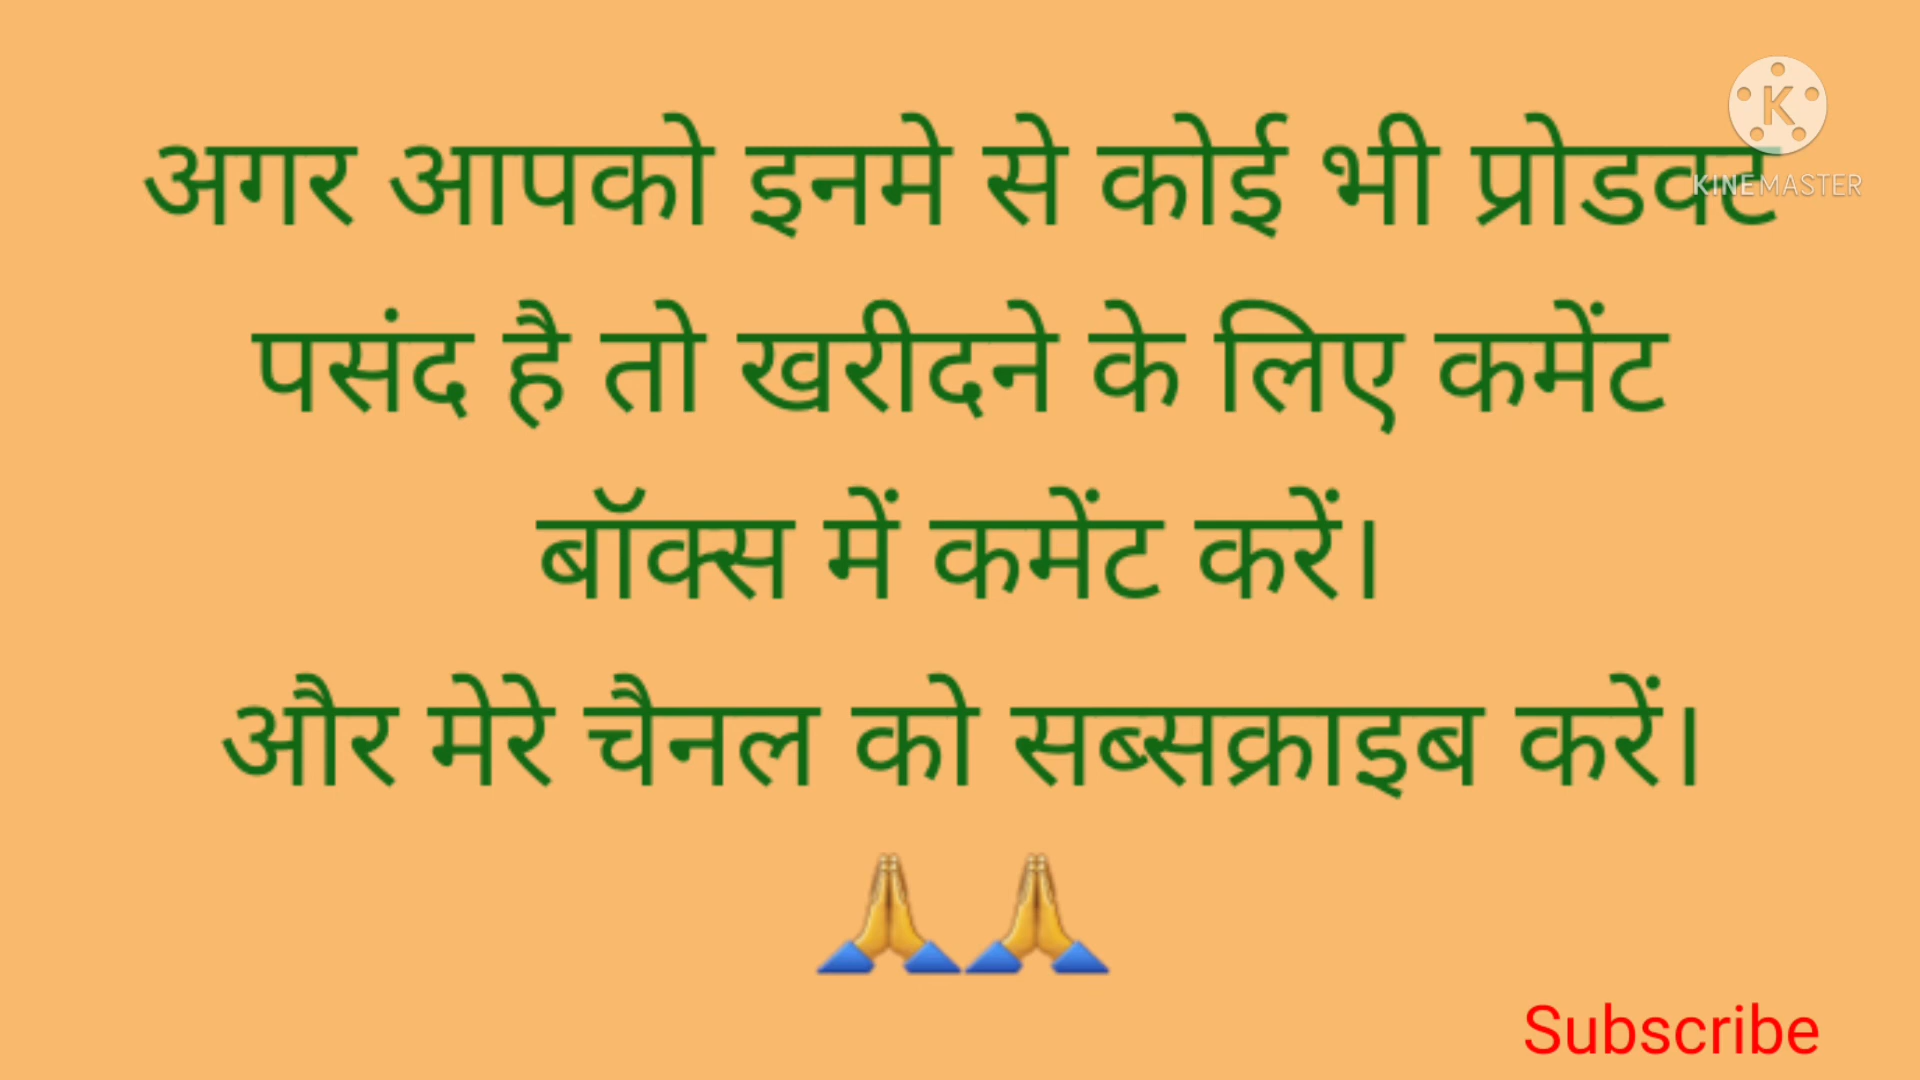 अगर आपको इनमे से कोई भी प्रोडक्ट
पसंद है तो खरीदने के लिए कमेंट
बॉक्स में कमेंट करें।
और मेरे चैनल को सब्सक्राइब करें।
🙏🙏
Subscribe
K
KINEMASTER